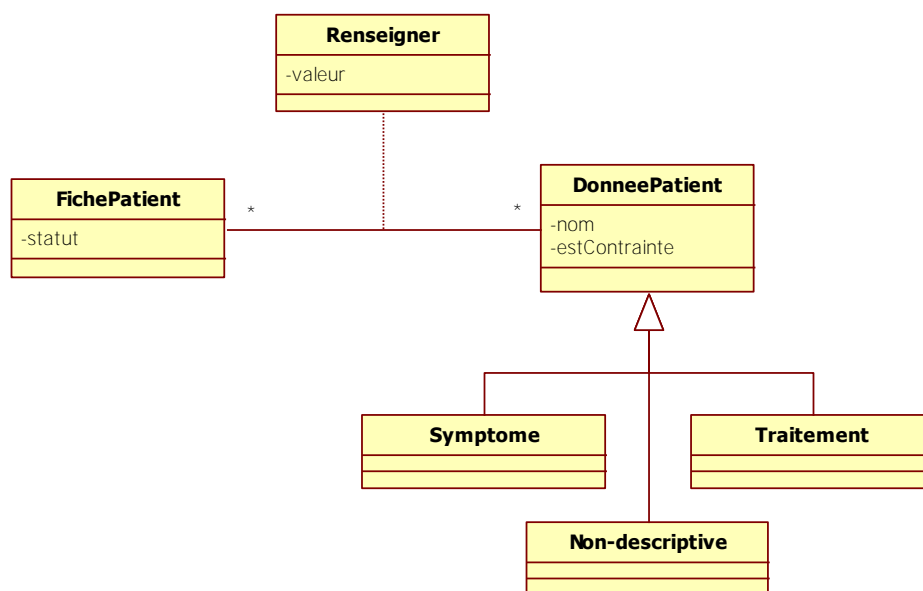 Renseigner
-valeur
FichePatient
-statut
*
*
DonneePatient
-nom
-estContrainte
Symptome
Traitement
Non-descriptive